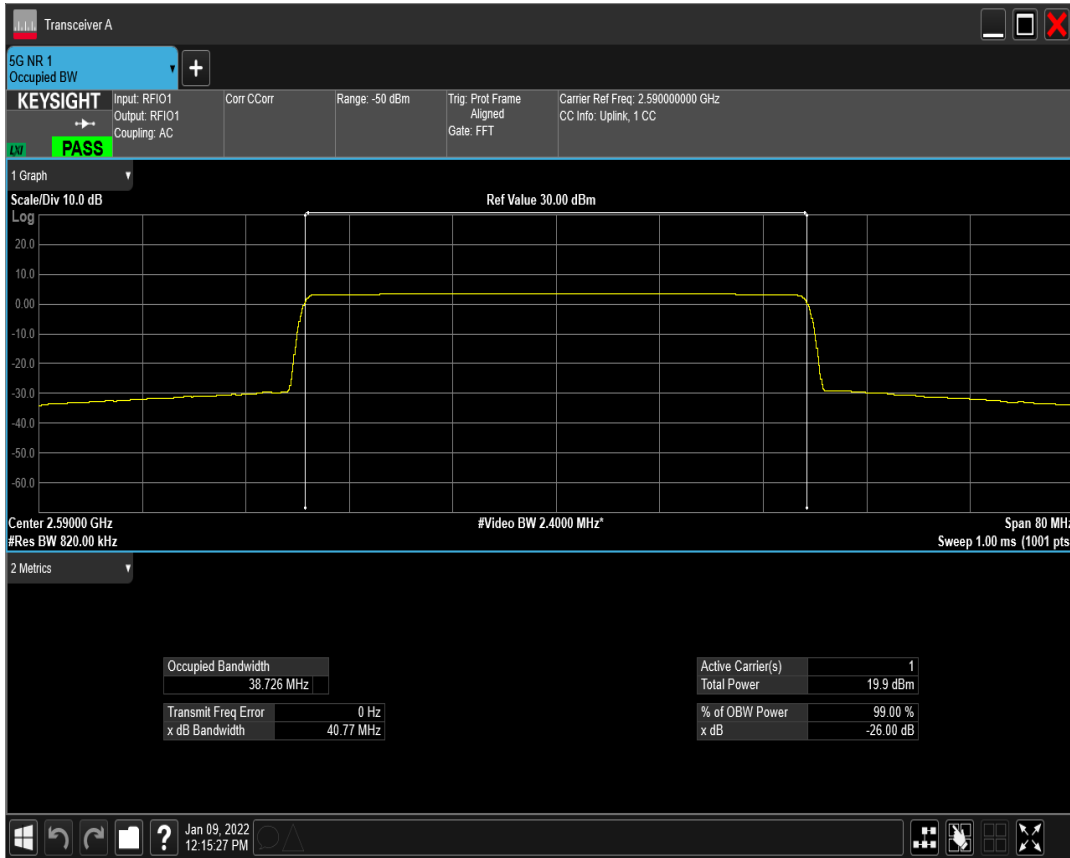 Transceiver A
5G NR 1
Occupied BW
+
KEYSIGHT
LXI
PASS
Input: RFIO1
Output: RFIO1
Coupling: AC
Corr CCorr
Range: -50 dBm
Trig: Prot Frame
Aligned
Gate: FFT
Carrier Ref Freq: 2.590000000 GHz
CC Info: Uplink, 1 CC
1 Graph
Scale/Div 10.0 dB
Ref Value 30.00 dBm
Log
20.0
10.0
0.00
-10.0
-20.0
-30.0
-40.0
-50.0
-60.0
Center 2.59000 GHz
#Video BW 2.4000 MHz*
Span 80 MHz
#Res BW 820.00 kHz
Sweep 1.00 ms (1001 pts
2 Metrics
Occupied Bandwidth
38.726 MHz
Transmit Freq Error 0 Hz
x dB Bandwidth 40.77 MHz
Active Carrier(s) 1
Total Power 19.9 dBm
% of OBW Power 99.00 %
x dB -26.00 dB
?
Jan 09, 2022
12:15:27 PM